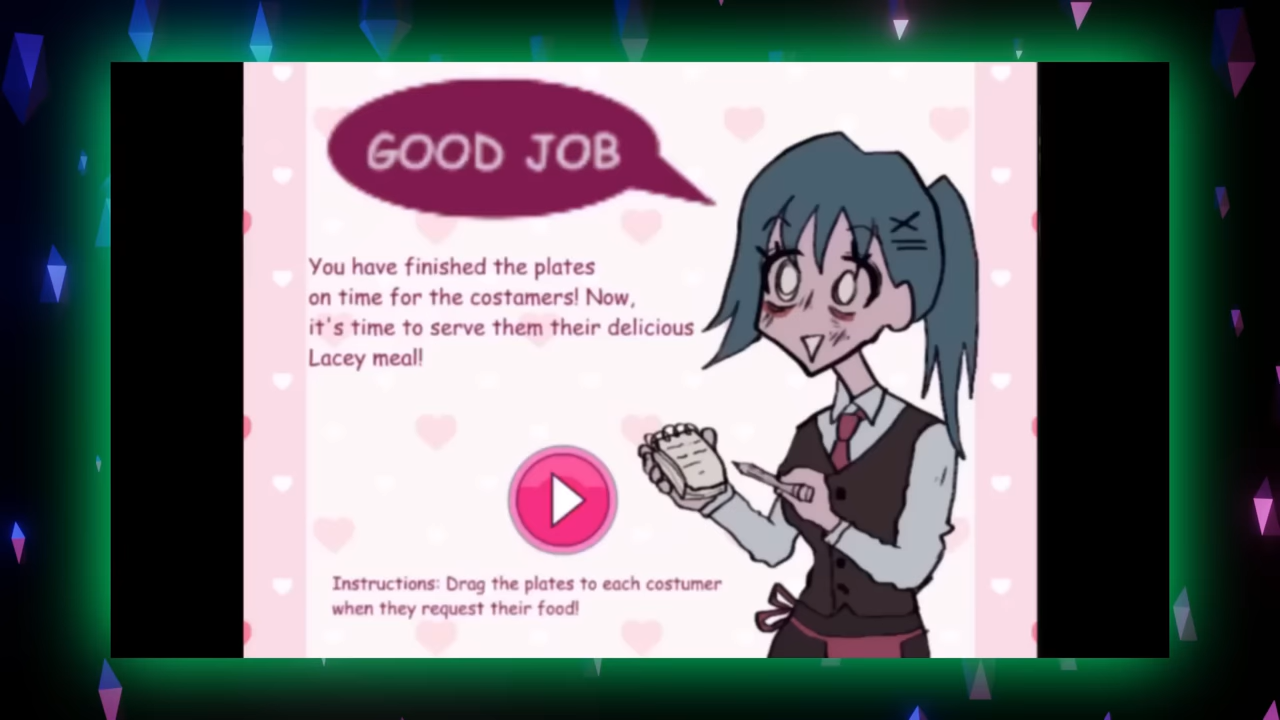 GOOD JOB
You have finished the plates
on time for the costamers! Now,
it's time to serve them their delicious
Lacey meal!
Instructions: Drag the plates to each costumer
when they request their food!